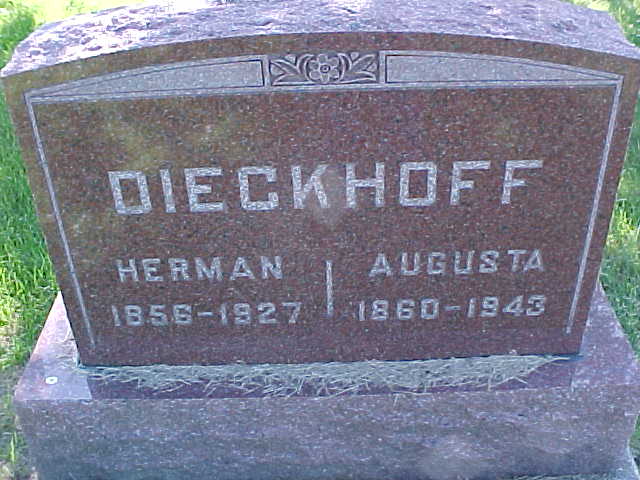 DIECKHOFF
HERMAN | AUGUSTA
1856-1927 | 1860-1943